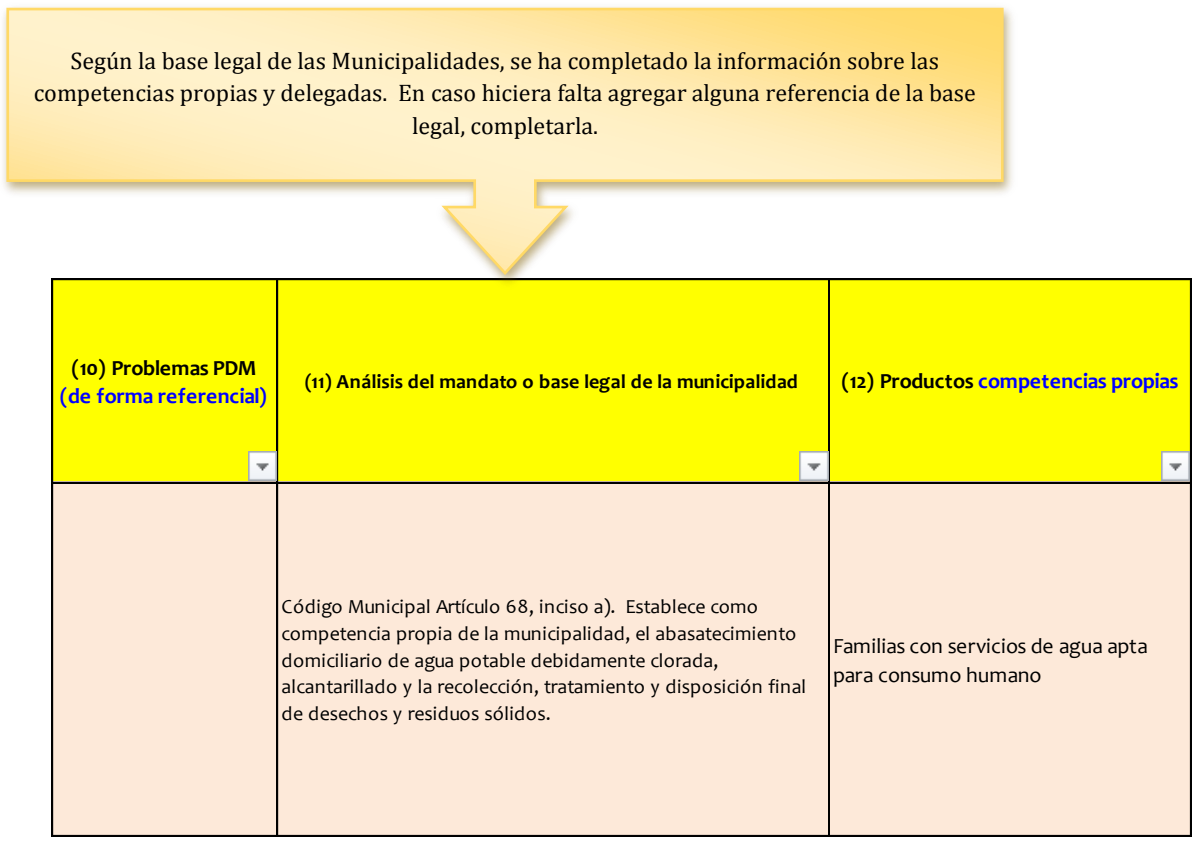 Según la base legal de las Municipalidades, se ha completado la información sobre las
competencias propias y delegadas.  En caso hiciera falta agregar alguna referencia de la base
legal, completarla.
(10) Problemas PDM
(de forma referencial)
(11) Análisis del mandato o base legal de la municipalidad
(12) Productos competencias propias
Código Municipal Artículo 68, inciso a).  Establece como
competencia propia de la municipalidad, el abasatecimiento
domiciliario de agua potable debidamente clorada,
alcantarillado y la recolección, tratamiento y disposición final
de desechos y residuos sólidos.
Familias con servicios de agua apta
para consumo humano